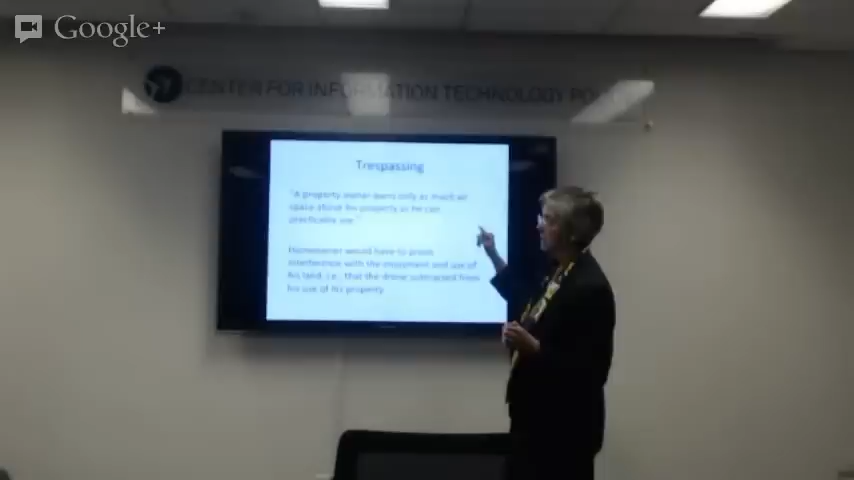 Google+
CENTER FOR INFORMATION TECHNOLOGY PO
Trespassing
"A property owner owns only as much air
space above his property as he can
practically use."
Homeowner would have to prove
interference with the enjoyment and use of
his land, i.e., that the drone subtracted from
his use of his property.